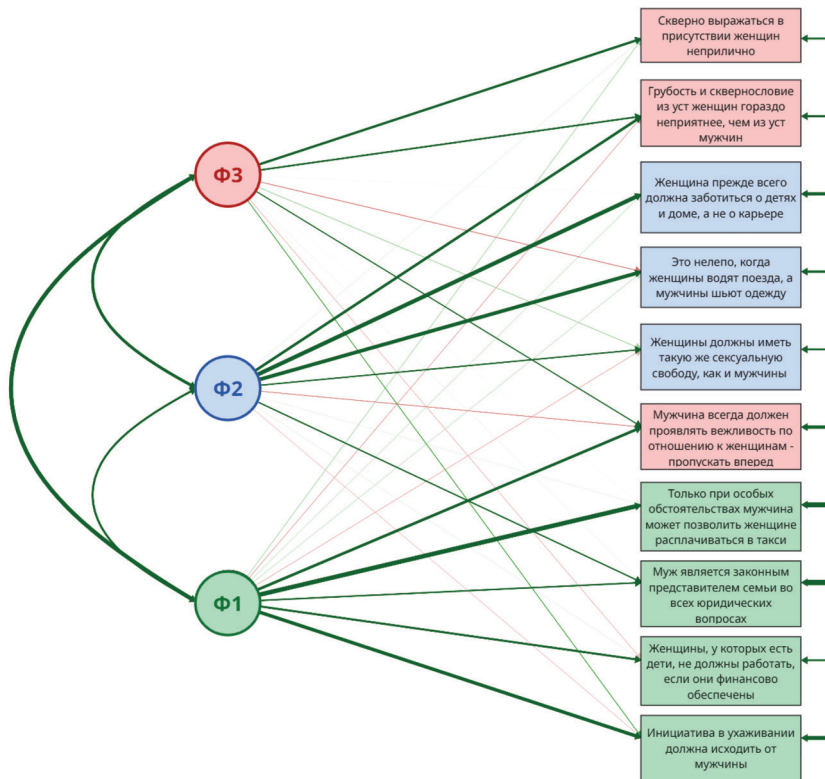 Скверно выражаться в
присутствии женщин
неприлично
Грубость и сквернословие
из уст женщин гораздо
неприятнее, чем из уст
мужчин
Ф3
Женщина прежде всего
должна заботиться о детях
и доме, а не о карьере
Это нелепо, когда
женщины водят поезда, а
мужчины шьют одежду
Женщины должны иметь
такую же сексуальную
свободу, как и мужчины
Ф2
Мужчина всегда должен
проявлять вежливость по
отношению к женщинам -
пропускать вперед
Только при особых
обстоятельствах мужчина
может позволить женщине
расплачиваться в такси
Муж является законным
представителем семьи во
всех юридических
вопросах
Ф1
Женщины, у которых есть
дети, не должны работать,
если они финансово
обеспечены
Инициатива в ухаживании
должна исходить от
мужчины